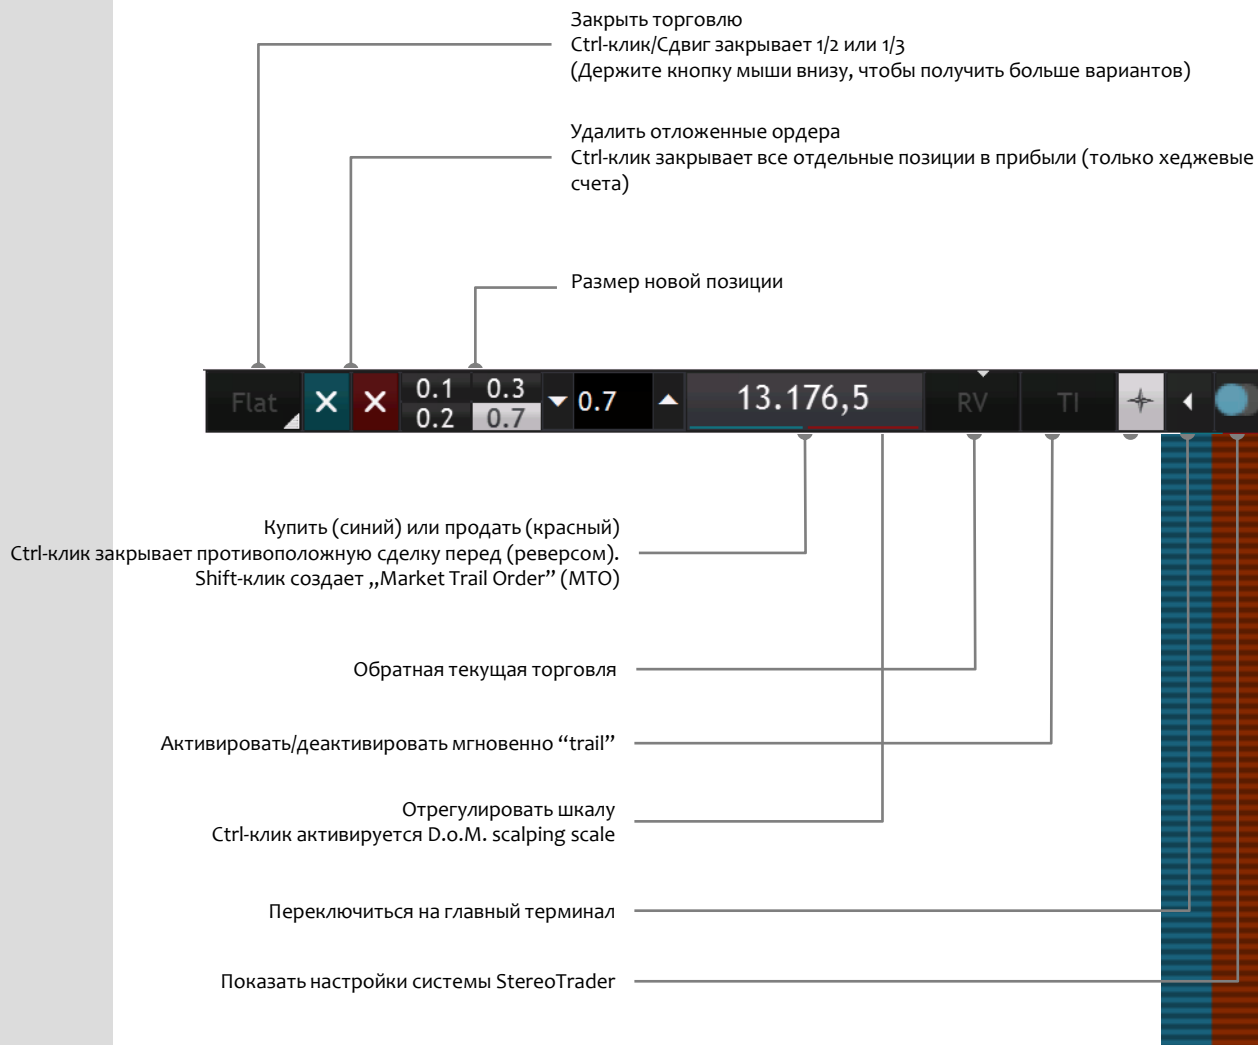 Закрыть торговлю
Ctrl-клик/Сдвиг закрывает 1/2 или 1/3
(Держите кнопку мыши внизу, чтобы получить больше вариантов)
Удалить отложенные ордера
Ctrl-клик закрывает все отдельные позиции в прибыли (только хеджевые
счета)
Размер новой позиции
Flat 0.1 0.3 0.7 13.176,5 RV TI
0.2 0.7
Купить (синий) или продать (красный)
Ctrl-клик закрывает противоположную сделку перед (реверсом).
Shift-клик создает „Market Trail Order” (MTO)
Обратная текущая торговля
Активировать/деактивировать мгновенно “trail”
Отрегулировать шкалу
Ctrl-клик активируется D.o.M. scalping scale
Переключиться на главный терминал
Показать настройки системы StereoTrader